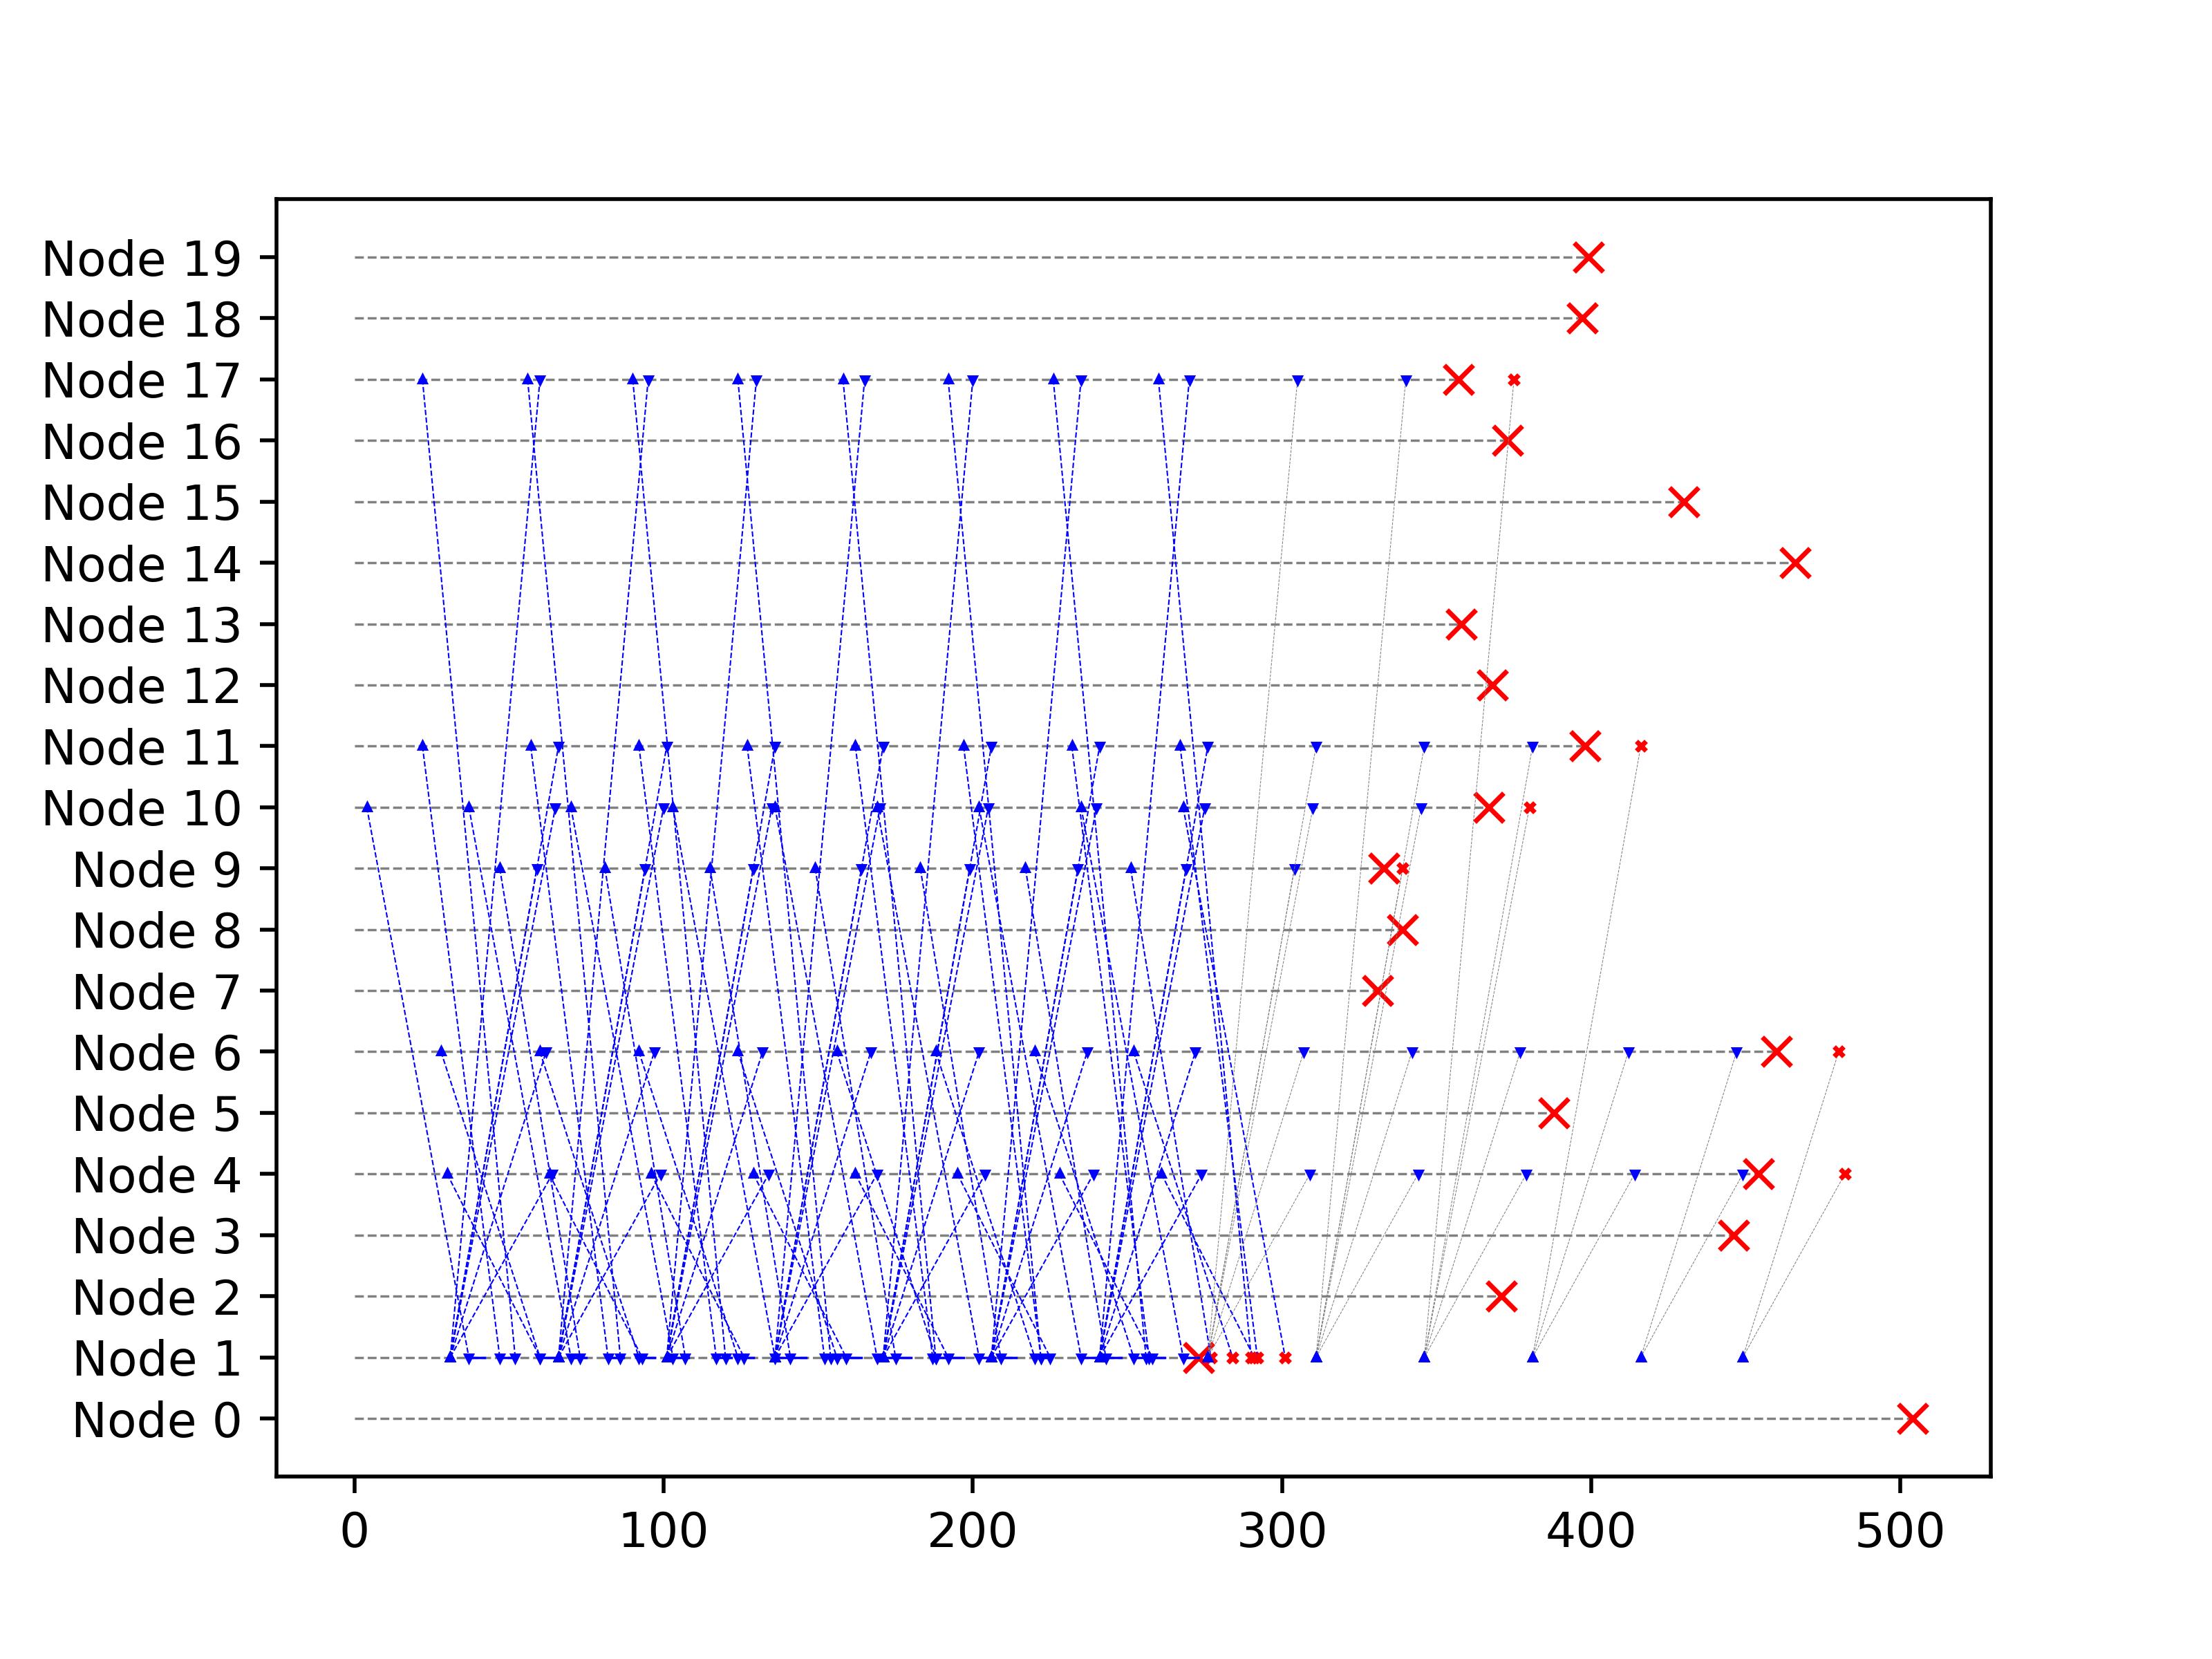 Node 19
Node 18
Node 17
Node 16
Node 15
Node 14
Node 13
Node 12
Node 11
Node 10
Node 9
Node 8
Node 7
Node 6
Node 5
Node 4
Node 3
Node 2
Node 1
Node 0
0 100 200 300 400 500